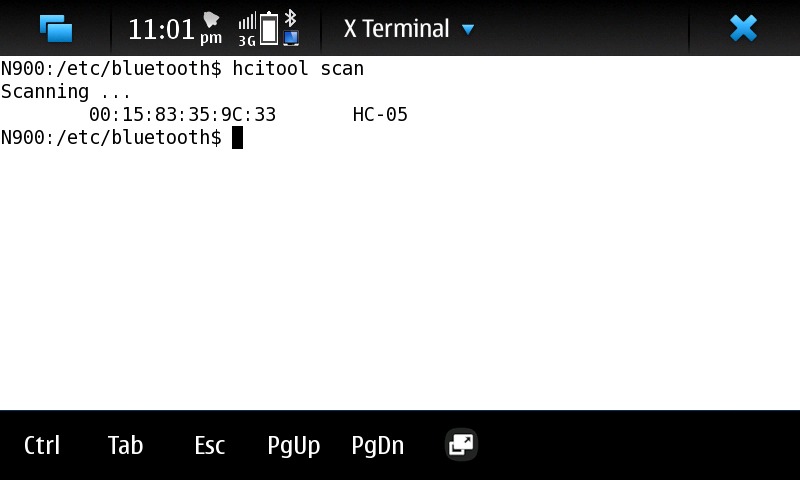 11:01 pm 3G X Terminal
N900:/etc/bluetooth$ hcitool scan
Scanning ...
        00:15:83:35:9C:33       HC-05
N900:/etc/bluetooth$
Ctrl Tab Esc PgUp PgDn